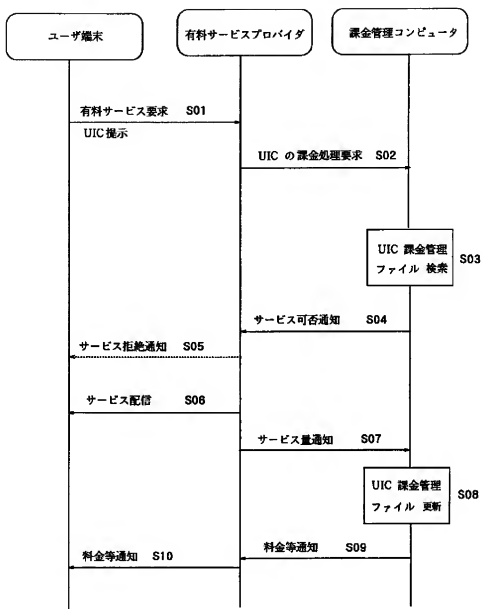 ユーザ端末
有料サービスプロバイダ
課金管理コンピュータ
有料サービス要求 S01
UIC提示
UIC の課金処理要求 S02
UIC 課金管理
ファイル 検索
S03
サービス可否通知 S04
サービス拒絶通知 S05
サービス配信 S06
サービス量通知 S07
UIC 課金管理
ファイル 更新
S08
料金等通知 S09
料金等通知 S10